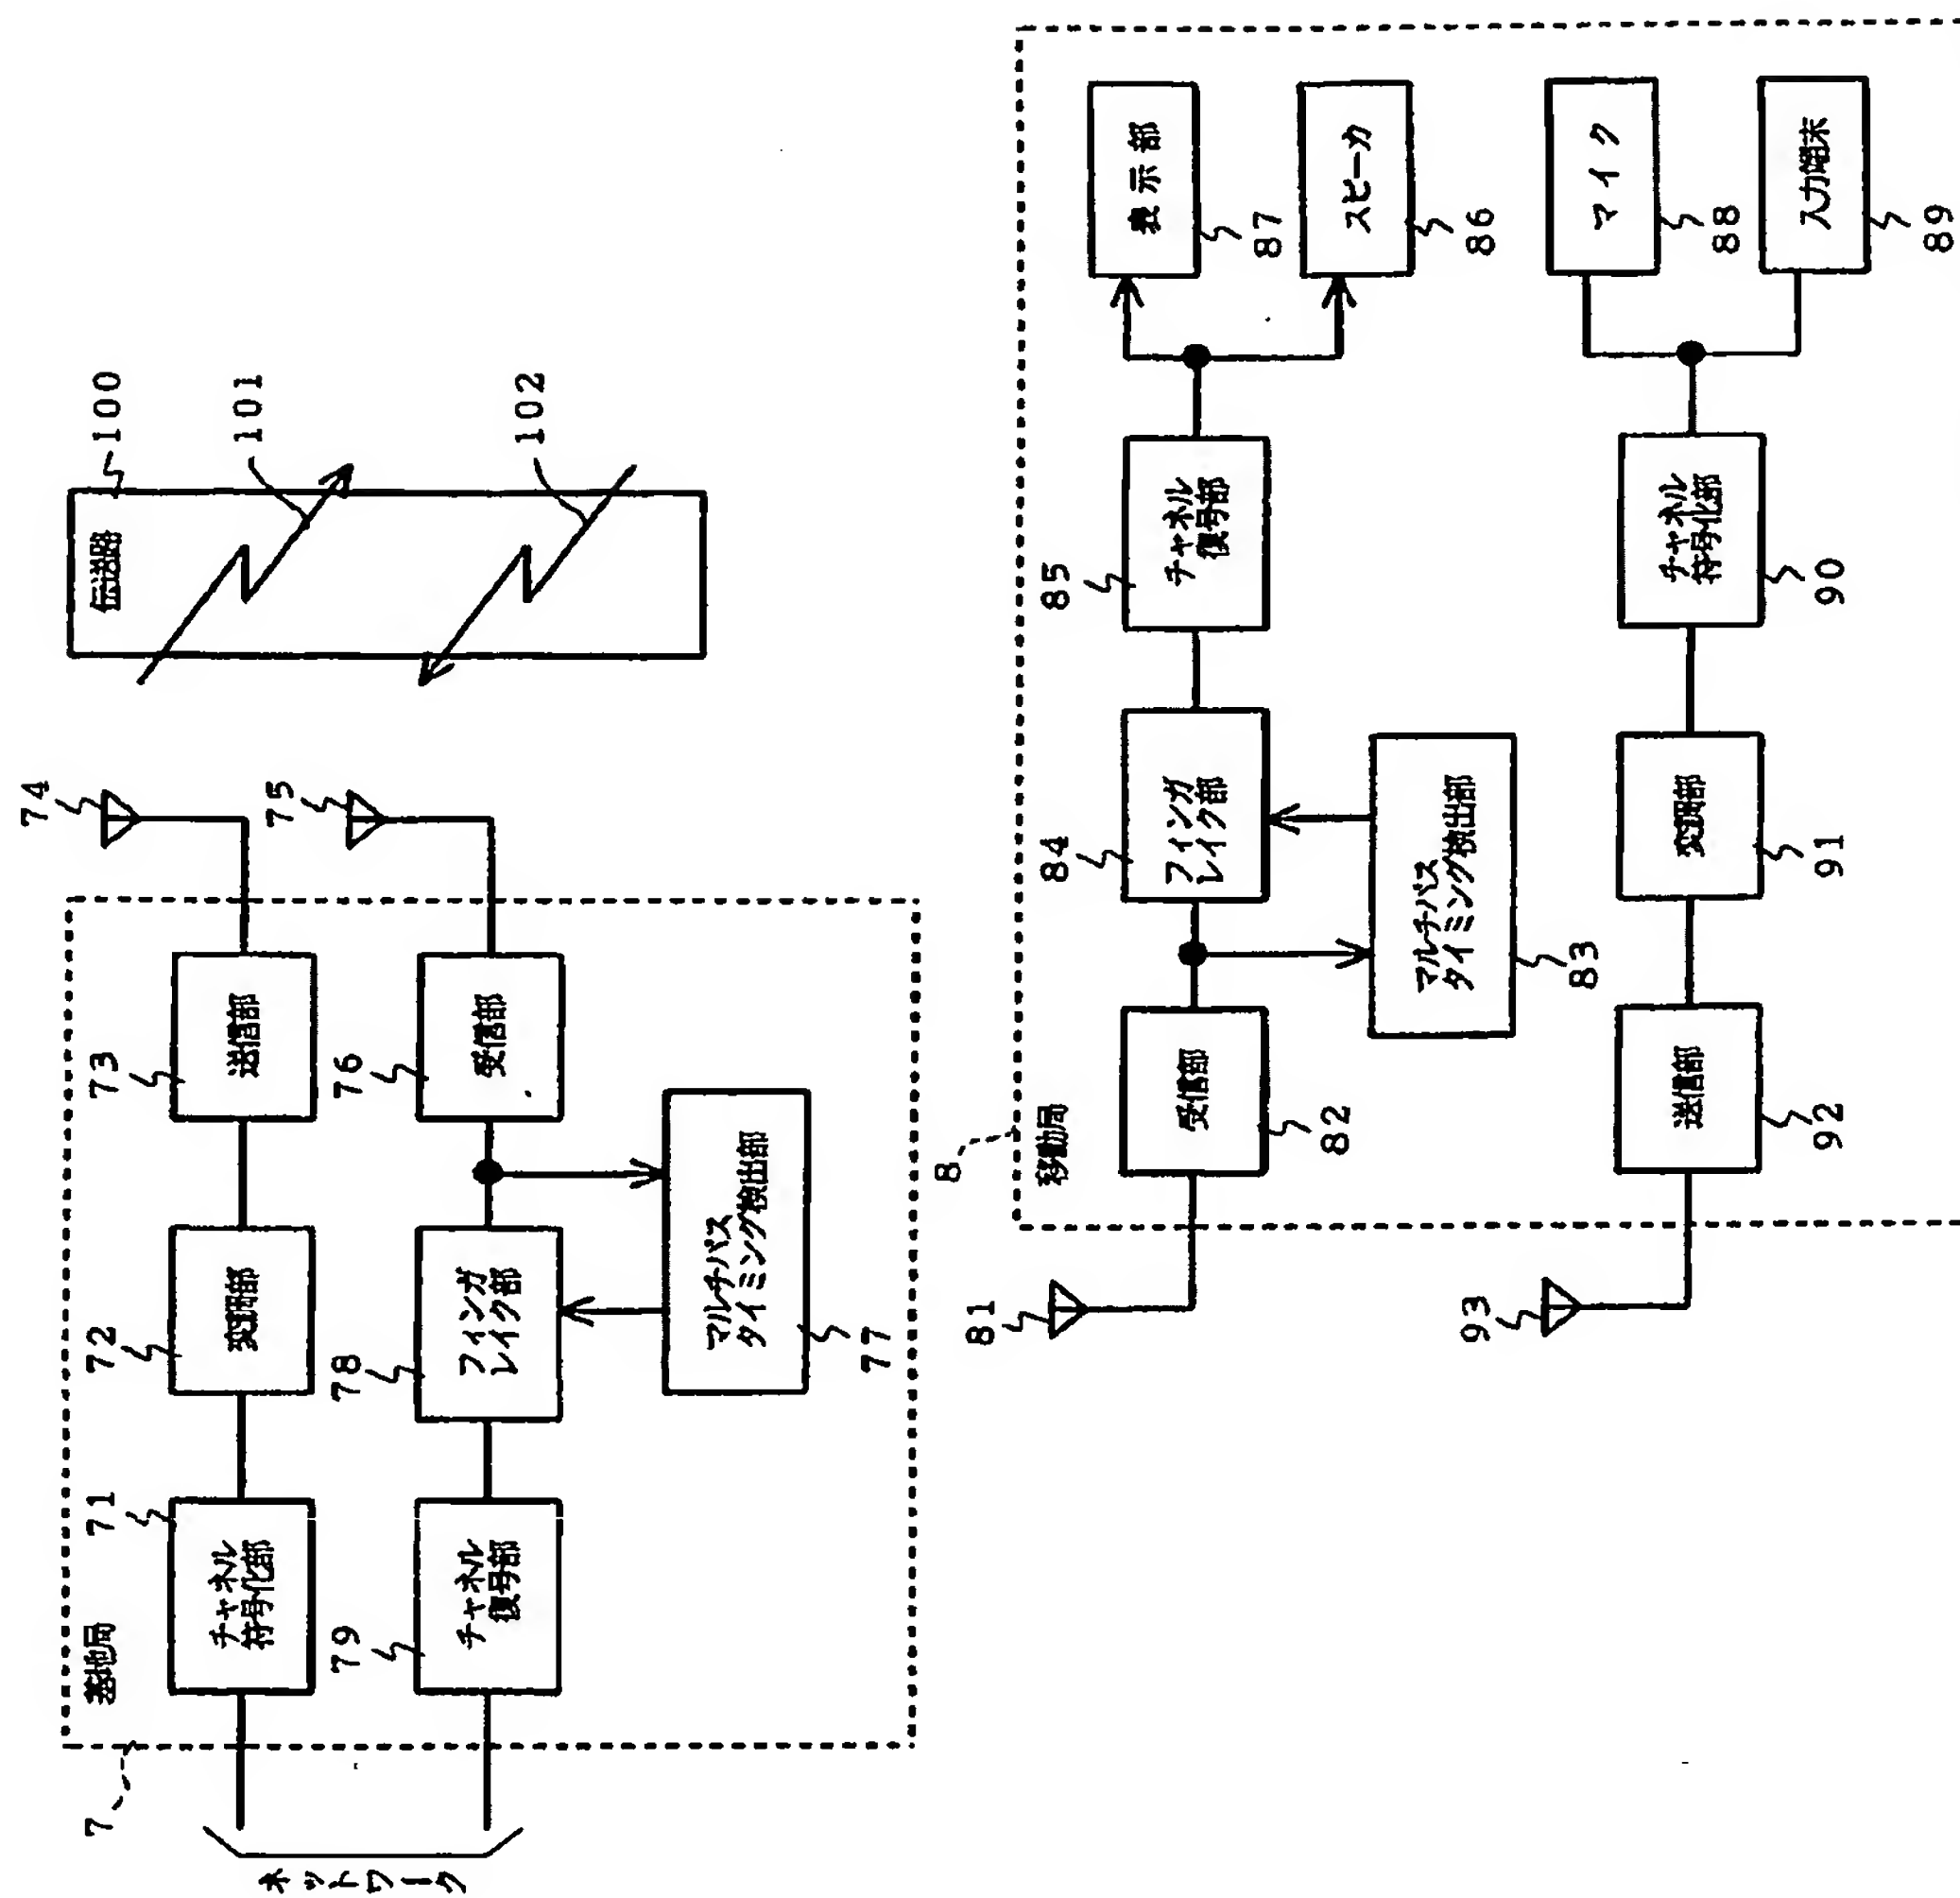 7
基地局
71
チャネル
符号化部
72
変調部
73
送信部
74
75
76
受信部
77
マルチパス
タイミング検出部
78
フィンガ
レイク部
79
チャネル
復号部
ネットワーク
伝送路
100
101
102
8
移動局
81
82
受信部
83
マルチパス
タイミング検出部
84
フィンガ
レイク部
85
チャネル
復号部
表示部
87
スピーカ
86
マイク
88
入力端末
89
チャネル
符号化部
90
変調部
91
送信部
92
93